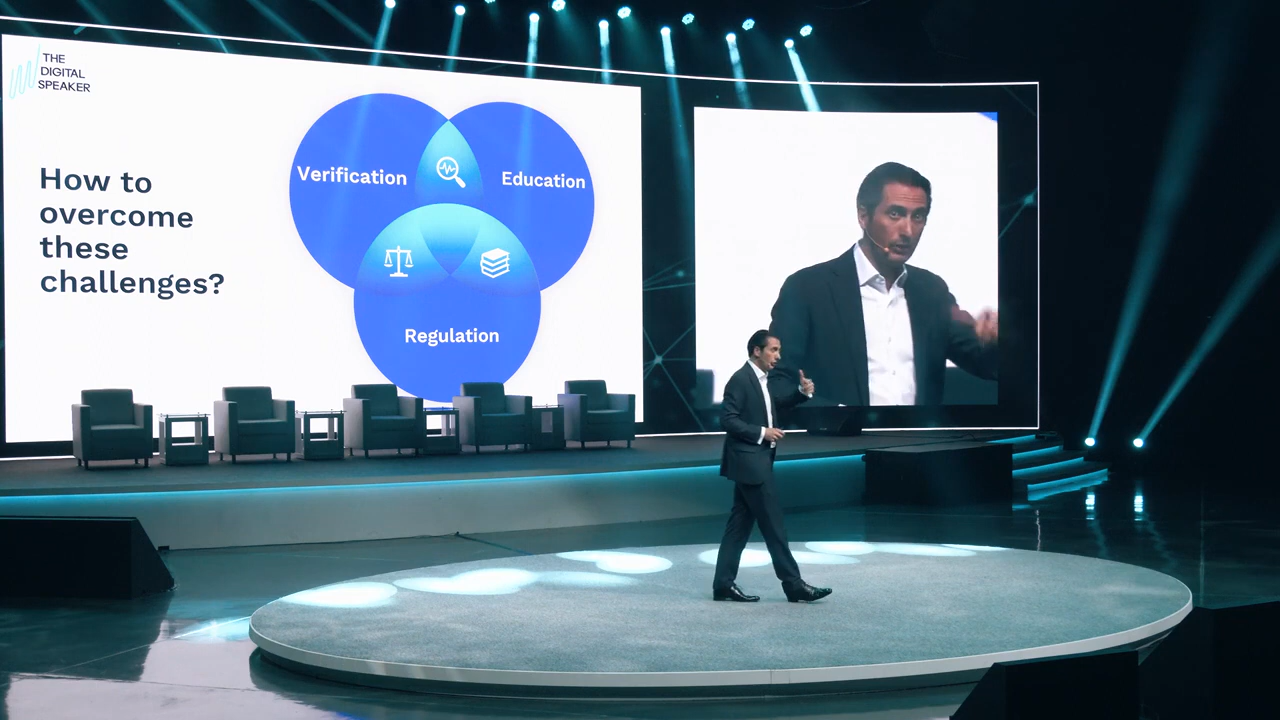 THE
DIGITAL
SPEAKER
How to
overcome
these
challenges?
Verification
Education
Regulation